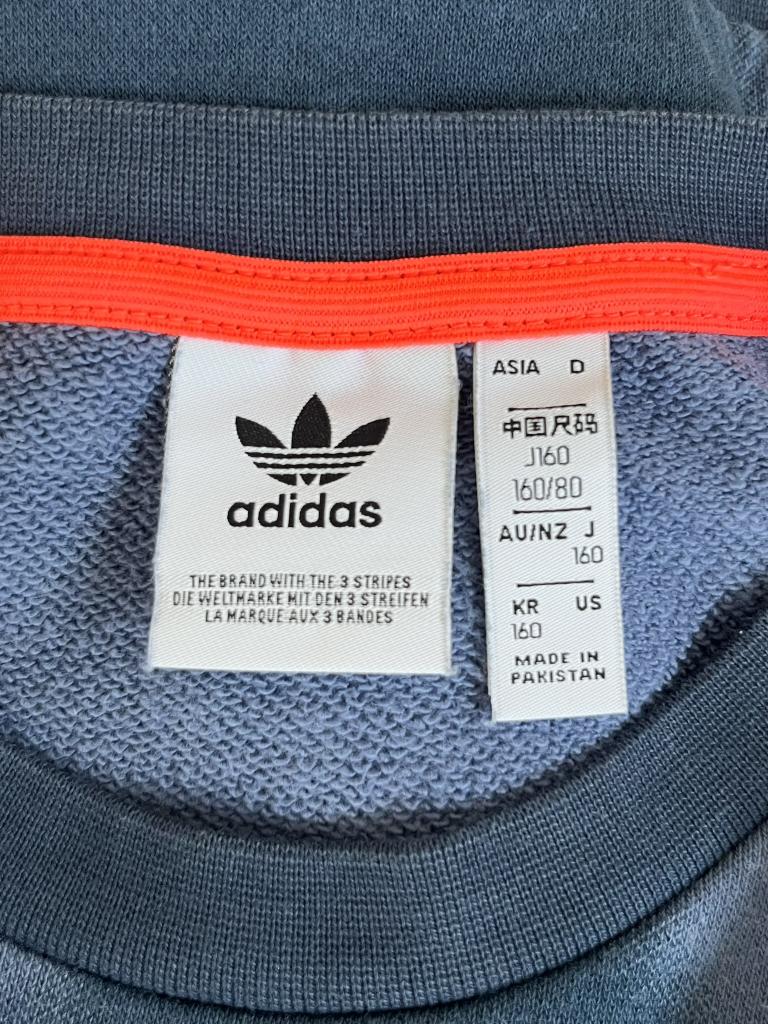 adidas
THE BRAND WITH THE 3 STRIPES
DIE WELTMARKE MIT DEN 3 STREIFEN
LA MARQUE AUX 3 BANDES
ASIA D
中国尺码
J160
160/80
AU/NZ J
160
KR US
160
MADE IN
PAKISTAN